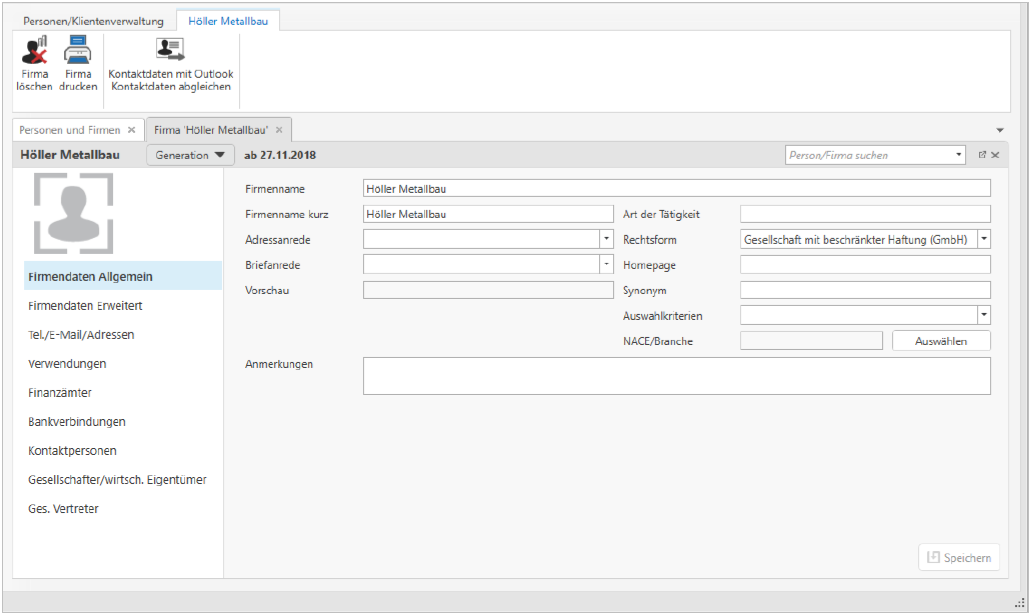 Personen/Klientenverwaltung Höller Metallbau
Firma löschen
Firma drucken
Kontaktdaten mit Outlook
Kontaktdaten abgleichen
Personen und Firmen Firma 'Höller Metallbau'
Höller Metallbau Generation ab 27.11.2018 Person/Firma suchen
Firmendaten Allgemein
Firmendaten Erweitert
Tel./E-Mail/Adressen
Verwendungen
Finanzämter
Bankverbindungen
Kontaktpersonen
Gesellschafter/wirtsch. Eigentümer
Ges. Vertreter
Firmenname Höller Metallbau
Firmenname kurz Höller Metallbau Art der Tätigkeit
Adressanrede Rechtsform Gesellschaft mit beschränkter Haftung (GmbH)
Briefanrede Homepage
Vorschau Synonym
Auswahlkriterien
NACE/Branche Auswählen
Anmerkungen
Speichern